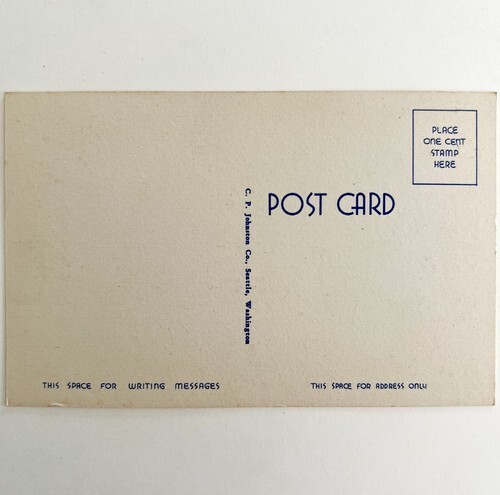 PLACE
ONE CENT
STAMP
HERE
POST CARD
C. P. Johnston Co., Seattle, Washington
THIS SPACE FOR WRITING MESSAGES
THIS SPACE FOR ADDRESS ONLY